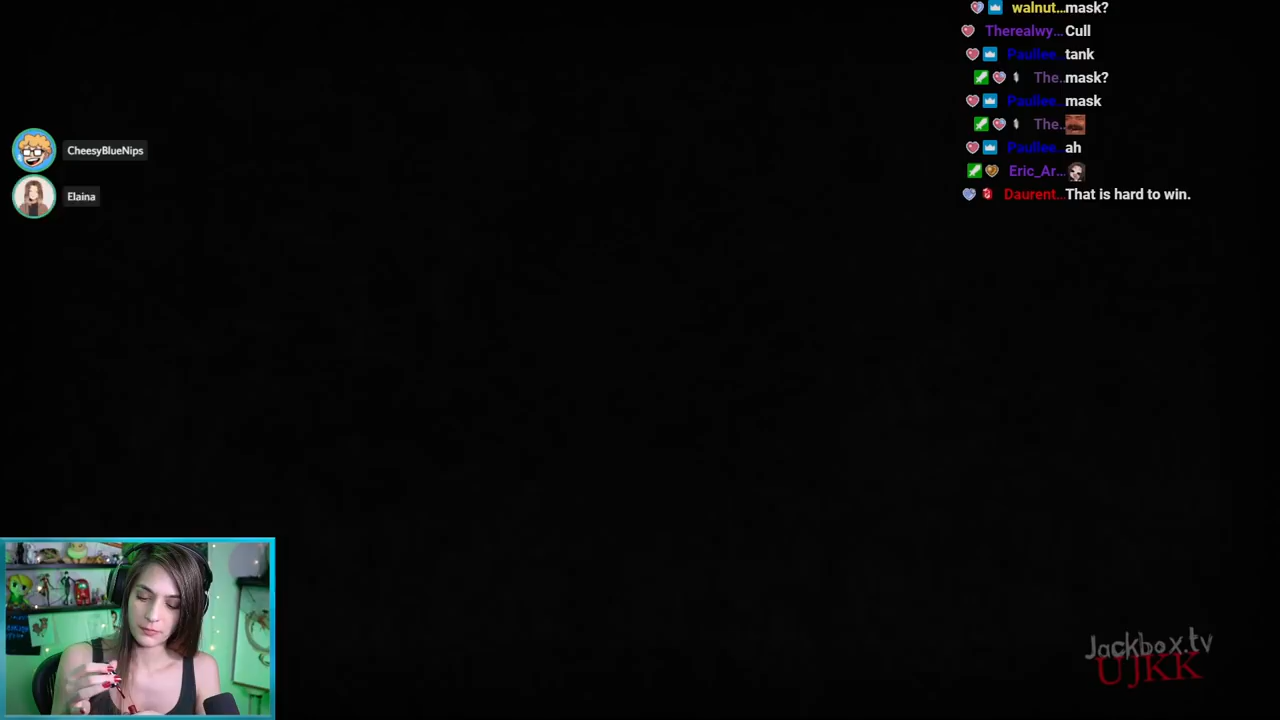 walnut…mask?
Therealwy…Cull
Paullee…tank
The…mask?
Paullee…mask
The…
Paullee…ah
Eric_Ar…
Daurent…That is hard to win.
CheesyBlueNips
Elaina
Jackbox.tv
UJKK